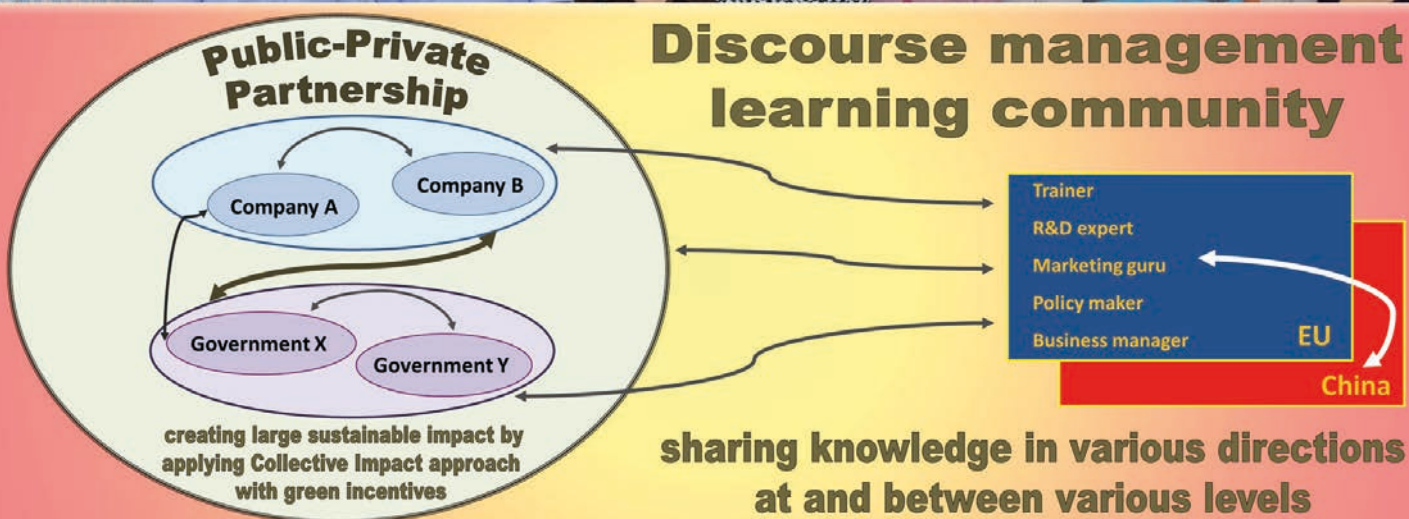 Public-Private
Partnership
Company A
Company B
Government X
Government Y
creating large sustainable impact by
applying Collective Impact approach
with green incentives
Discourse management
learning community
Trainer
R&D expert
Marketing guru
Policy maker
Business manager
EU
China
sharing knowledge in various directions
at and between various levels